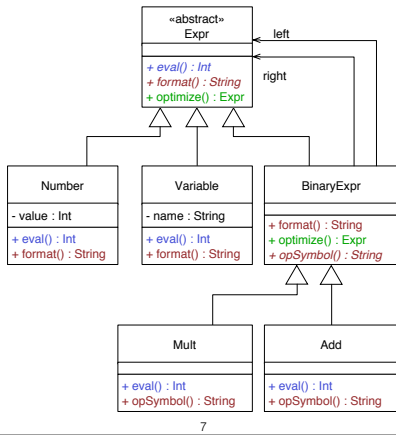 «abstract»
Expr
left
right
+ eval() : Int
+ format() : String
+ optimize() : Expr
Number
- value : Int
+ eval() : Int
+ format() : String
Variable
- name : String
+ eval() : Int
+ format() : String
BinaryExpr
+ format() : String
+ optimize() : Expr
+ opSymbol() : String
Mult
+ eval() : Int
+ opSymbol() : String
Add
+ eval() : Int
+ opSymbol() : String
7